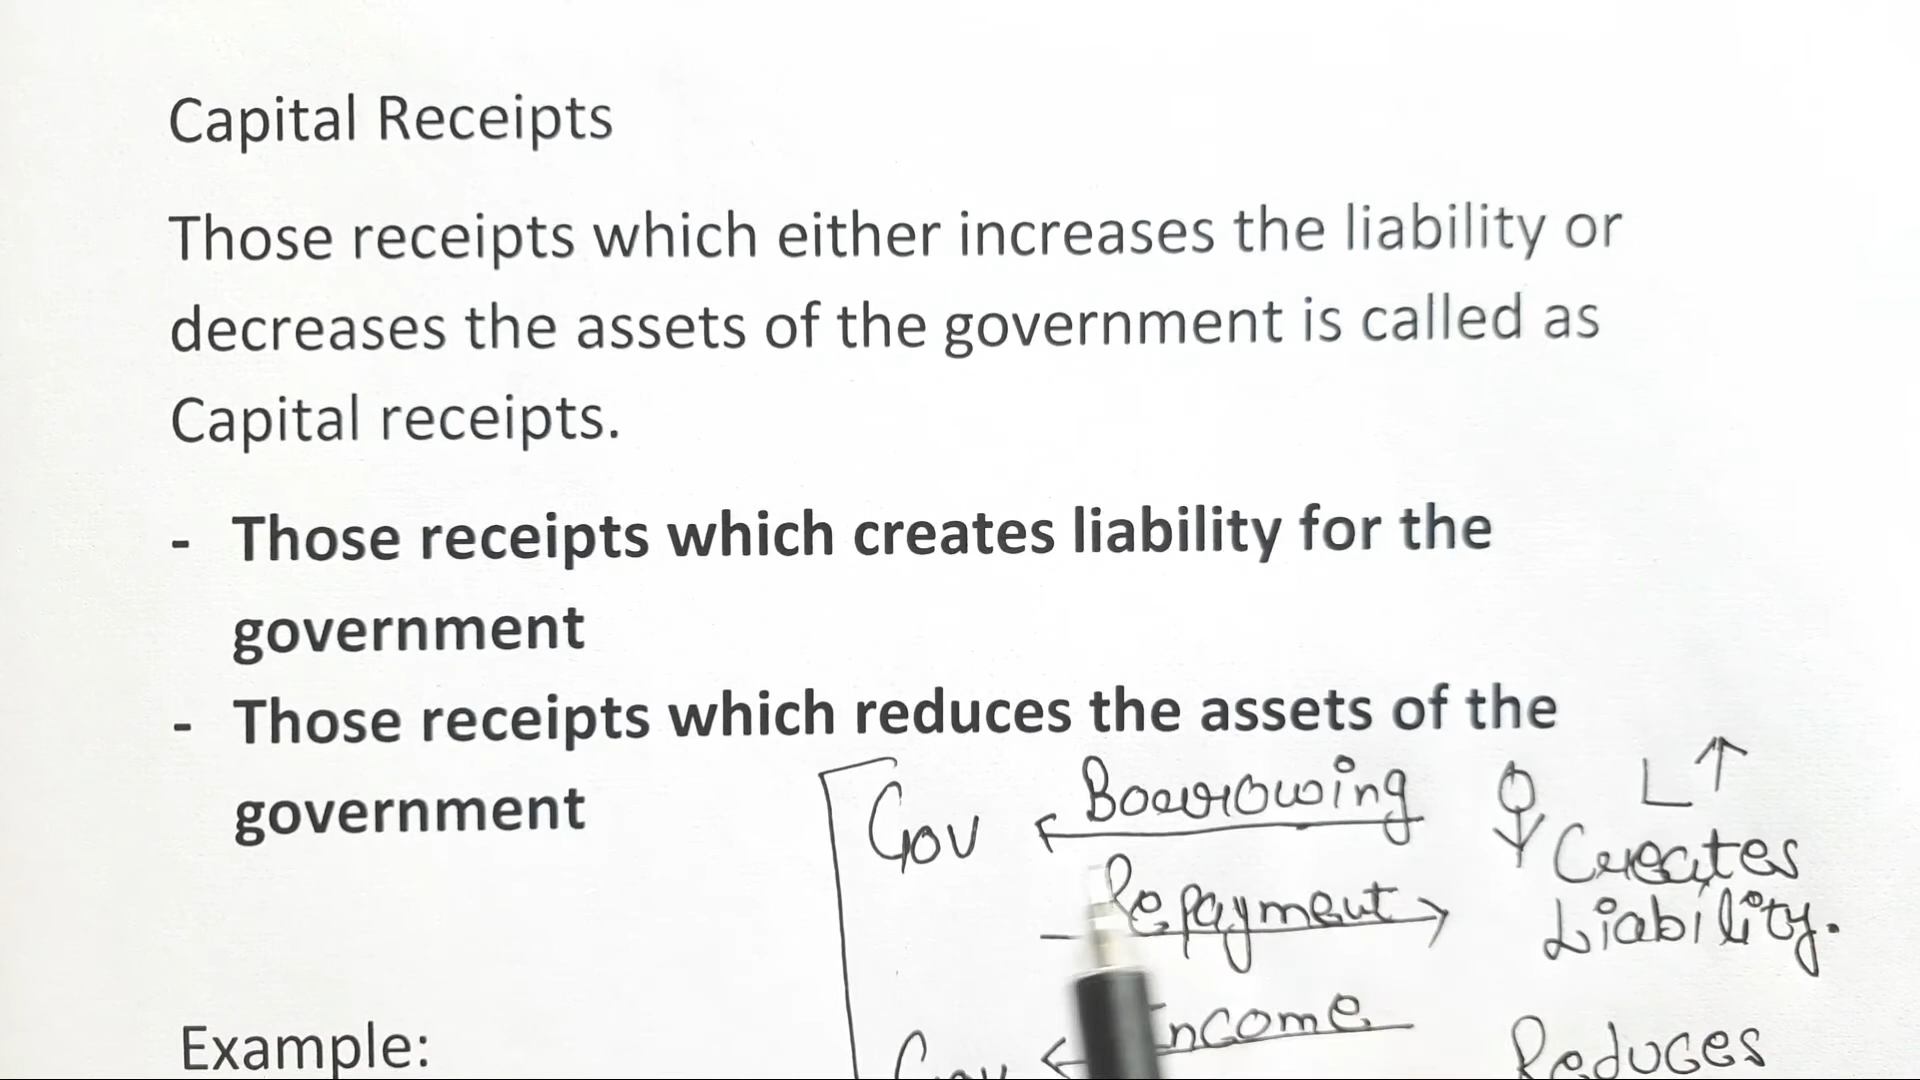 Capital Receipts
Those receipts which either increases the liability or
decreases the assets of the government is called as
Capital receipts.
- Those receipts which creates liability for the
government
- Those receipts which reduces the assets of the
government
Gov Borrowing L↑
Creates
Repayment Liability.
Income Reduces
Gov
Example: